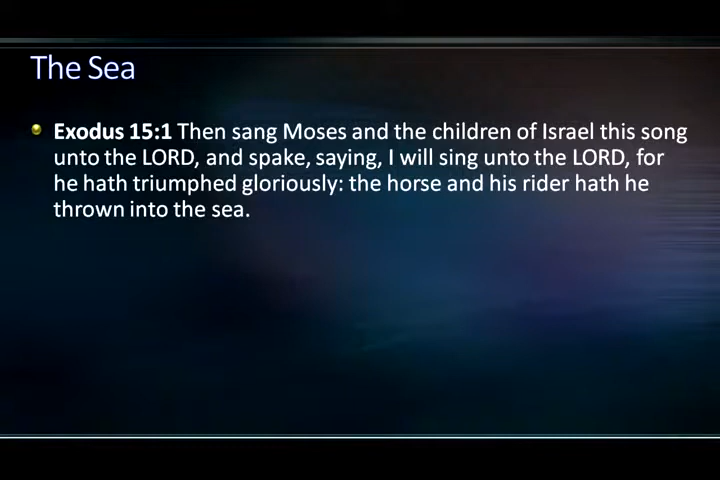 The Sea
Exodus 15:1 Then sang Moses and the children of Israel this song
unto the LORD, and spake, saying, I will sing unto the LORD, for
he hath triumphed gloriously: the horse and his rider hath he
thrown into the sea.